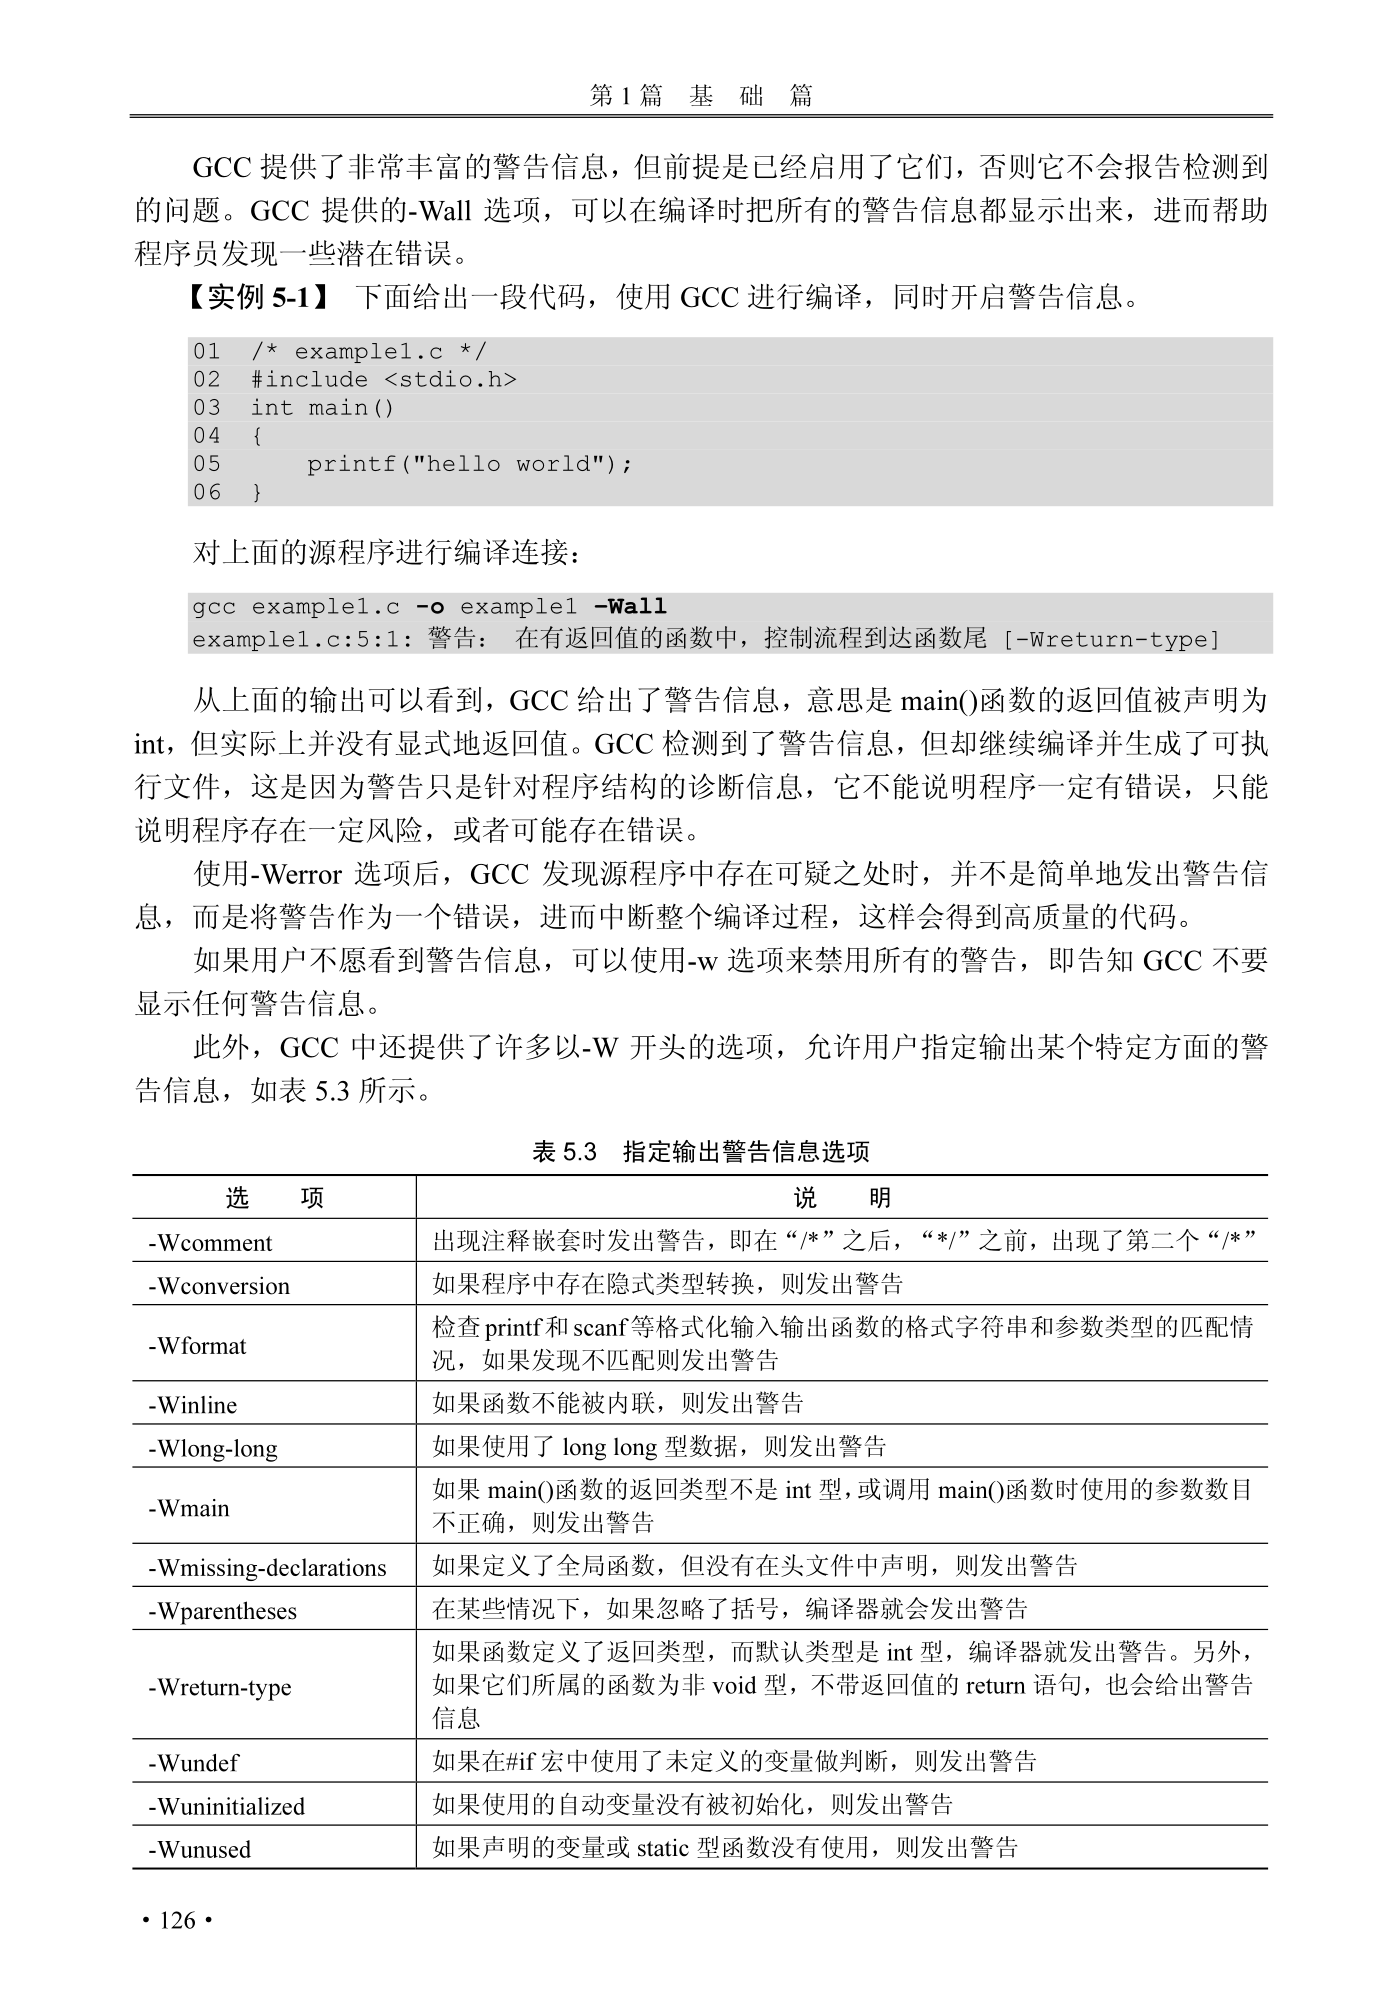 第 1 篇 基 础 篇
GCC 提供了非常丰富的警告信息，但前提是已经启用了它们，否则它不会报告检测到
的问题。GCC 提供的-Wall 选项，可以在编译时把所有的警告信息都显示出来，进而帮助
程序员发现一些潜在错误。
【实例 5-1】 下面给出一段代码，使用 GCC 进行编译，同时开启警告信息。
01 /* example1.c */
02 #include <stdio.h>
03 int main()
04 {
05     printf("hello world");
06 }
对上面的源程序进行编译连接：
gcc example1.c -o example1 –Wall
example1.c:5:1: 警告： 在有返回值的函数中，控制流程到达函数尾 [-Wreturn-type]
从上面的输出可以看到，GCC 给出了警告信息，意思是 main()函数的返回值被声明为
int，但实际上并没有显式地返回值。GCC 检测到了警告信息，但却继续编译并生成了可执
行文件，这是因为警告只是针对程序结构的诊断信息，它不能说明程序一定有错误，只能
说明程序存在一定风险，或者可能存在错误。
使用-Werror 选项后，GCC 发现源程序中存在可疑之处时，并不是简单地发出警告信
息，而是将警告作为一个错误，进而中断整个编译过程，这样会得到高质量的代码。
如果用户不愿看到警告信息，可以使用-w 选项来禁用所有的警告，即告知 GCC 不要
显示任何警告信息。
此外，GCC 中还提供了许多以-W 开头的选项，允许用户指定输出某个特定方面的警
告信息，如表 5.3 所示。
表 5.3 指定输出警告信息选项
选 项 说 明
-Wcomment 出现注释嵌套时发出警告，即在“/*”之后，“*/”之前，出现了第二个“/*”
-Wconversion 如果程序中存在隐式类型转换，则发出警告
-Wformat 检查 printf 和 scanf 等格式化输入输出函数的格式字符串和参数类型的匹配情
况，如果发现不匹配则发出警告
-Winline 如果函数不能被内联，则发出警告
-Wlong-long 如果使用了 long long 型数据，则发出警告
-Wmain 如果 main()函数的返回类型不是 int 型，或调用 main()函数时使用的参数数目
不正确，则发出警告
-Wmissing-declarations 如果定义了全局函数，但没有在头文件中声明，则发出警告
-Wparentheses 在某些情况下，如果忽略了括号，编译器就会发出警告
-Wreturn-type 如果函数定义了返回类型，而默认类型是 int 型，编译器就发出警告。另外，
如果它们所属的函数为非 void 型，不带返回值的 return 语句，也会给出警告
信息
-Wundef 如果在#if 宏中使用了未定义的变量做判断，则发出警告
-Wuninitialized 如果使用的自动变量没有被初始化，则发出警告
-Wunused 如果声明的变量或 static 型函数没有使用，则发出警告
· 126 ·